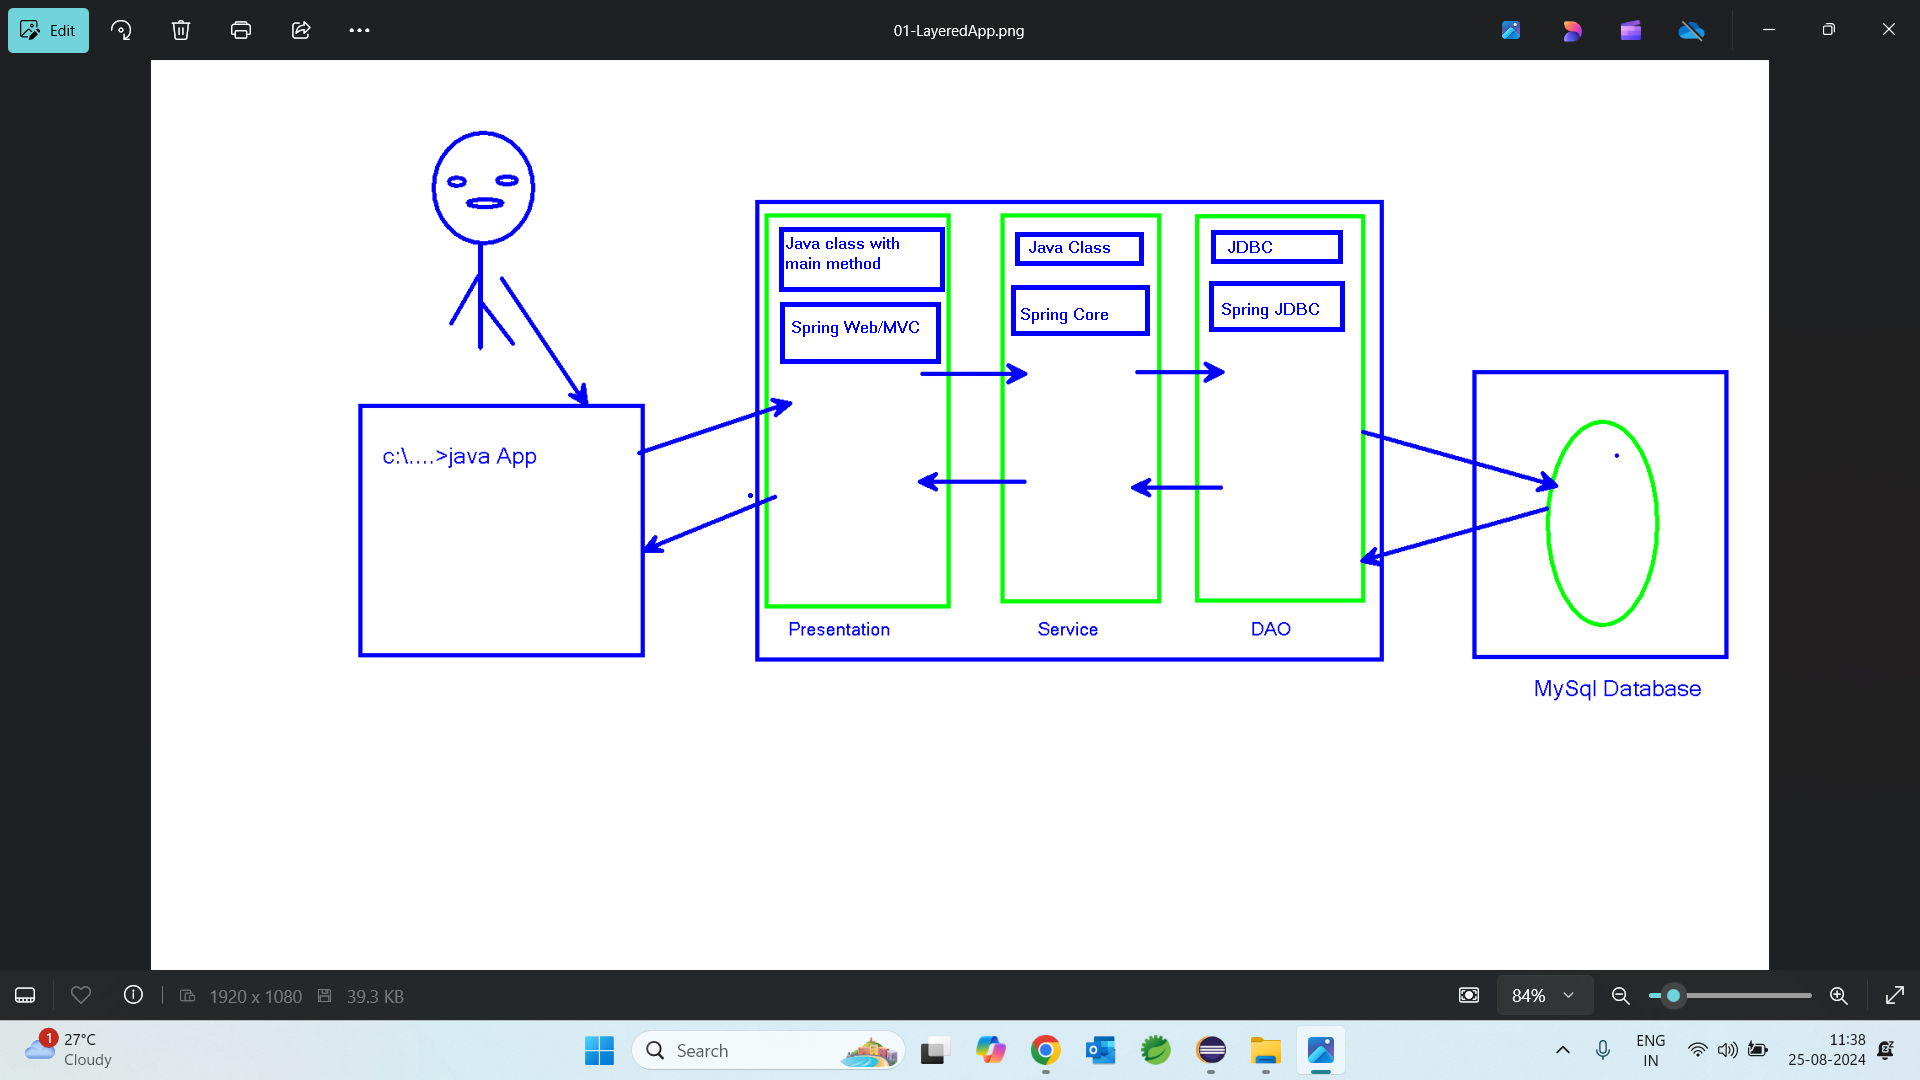 Edit
01-LayeredApp.png
Java class with
main method
Spring Web/MVC
Java Class
Spring Core
JDBC
Spring JDBC
c:\....>java App
Presentation
Service
DAO
MySql Database
1920 x 1080
39.3 KB
84%
1
27°C
Cloudy
Search
ENG
IN
11:38
25-08-2024